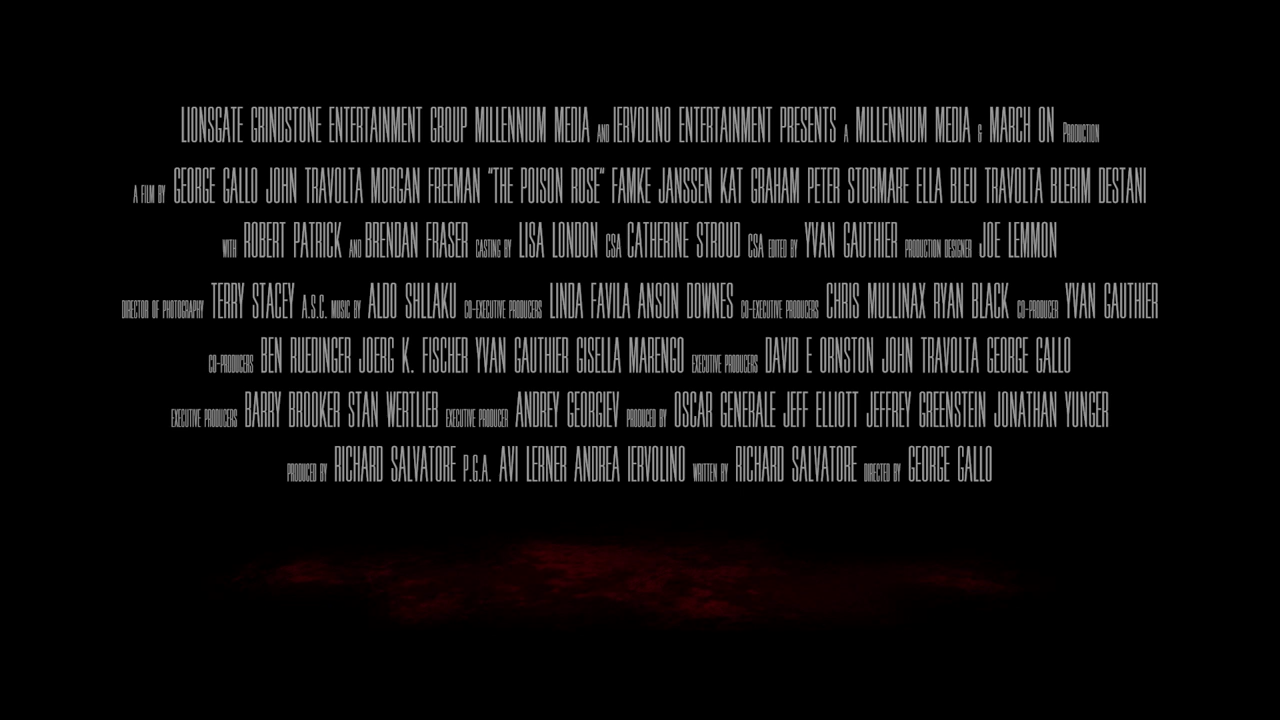 LIONSGATE GRINDSTONE ENTERTAINMENT GROUP MILLENNIUM MEDIA AND IERVOLINO ENTERTAINMENT PRESENTS A MILLENNIUM MEDIA & MARCH ON PRODUCTION
A FILM BY GEORGE GALLO JOHN TRAVOLTA MORGAN FREEMAN "THE POISON ROSE" FAMKE JANSSEN KAT GRAHAM PETER STORMARE ELLA BLEU TRAVOLTA BLERIM DESTANI
WITH ROBERT PATRICK AND BRENDAN FRASER CASTING BY LISA LONDON CSA CATHERINE STROUD CSA EDITED BY YVAN GAUTHIER PRODUCTION DESIGNER JOE LEMMON
DIRECTOR OF PHOTOGRAPHY TERRY STACEY A.S.C. MUSIC BY ALDO SHLLAKU CO-EXECUTIVE PRODUCERS LINDA FAVILA ANSON DOWNES CO-EXECUTIVE PRODUCERS CHRIS MULLINAX RYAN BLACK CO-PRODUCER YVAN GAUTHIER
CO-PRODUCERS BEN RUEDINGER JOERG K. FISCHER YVAN GAUTHIER GISELLA MARENGO EXECUTIVE PRODUCERS DAVID E ORNSTON JOHN TRAVOLTA GEORGE GALLO
EXECUTIVE PRODUCERS BARRY BROOKER STAN WERTLIEB EXECUTIVE PRODUCER ANDREY GEORGIEV PRODUCED BY OSCAR GENERALE JEFF ELLIOTT JEFFREY GREENSTEIN JONATHAN YUNGER
PRODUCED BY RICHARD SALVATORE P.G.A. AVI LERNER ANDREA IERVOLINO WRITTEN BY RICHARD SALVATORE DIRECTED BY GEORGE GALLO